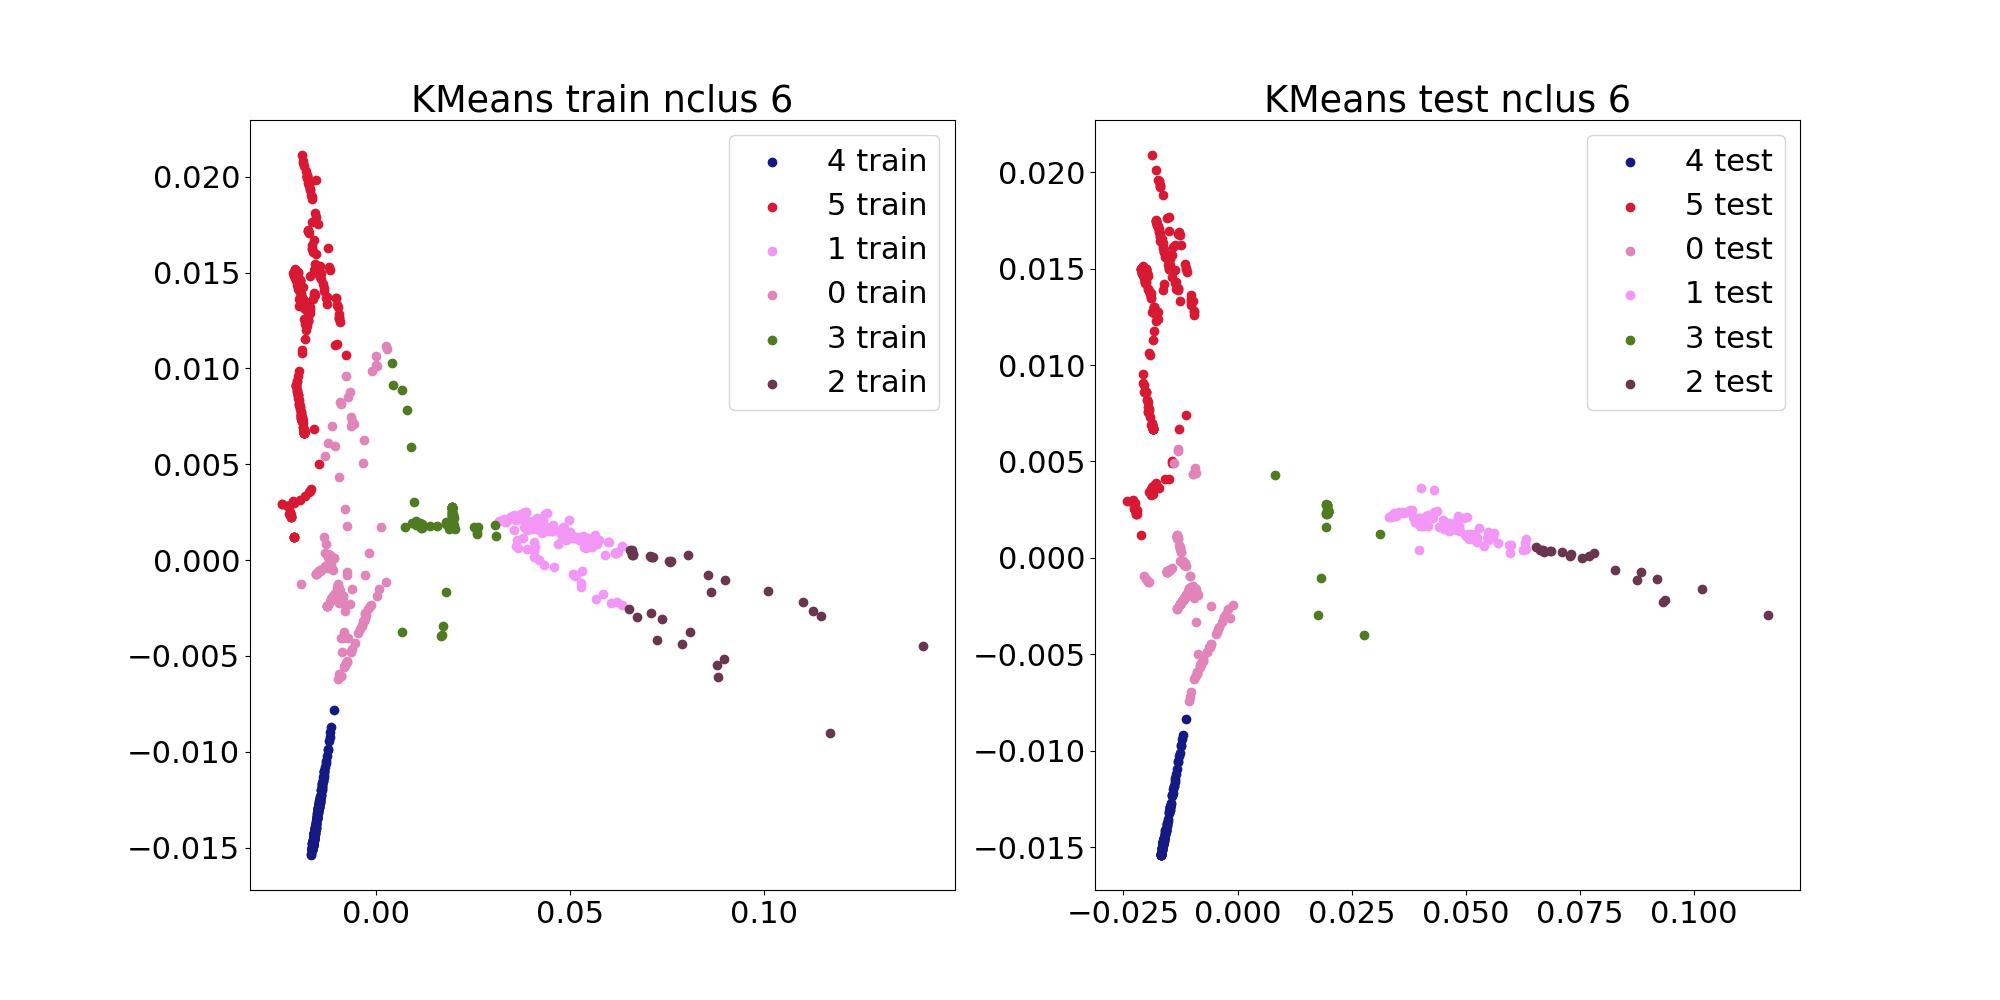 KMeans train nclus 6
0.020
0.015
0.010
0.005
0.000
−0.005
−0.010
−0.015
0.00 0.05 0.10
4 train
5 train
1 train
0 train
3 train
2 train
KMeans test nclus 6
0.020
0.015
0.010
0.005
0.000
−0.005
−0.010
−0.015
−0.025 0.000 0.025 0.050 0.075 0.100
4 test
5 test
0 test
1 test
3 test
2 test